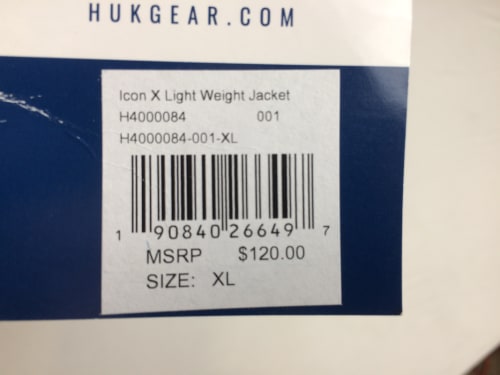 HUKGEAR.COM
Icon X Light Weight Jacket
H4000084 001
H4000084-001-XL
1 90840 26649 7
MSRP $120.00
SIZE: XL